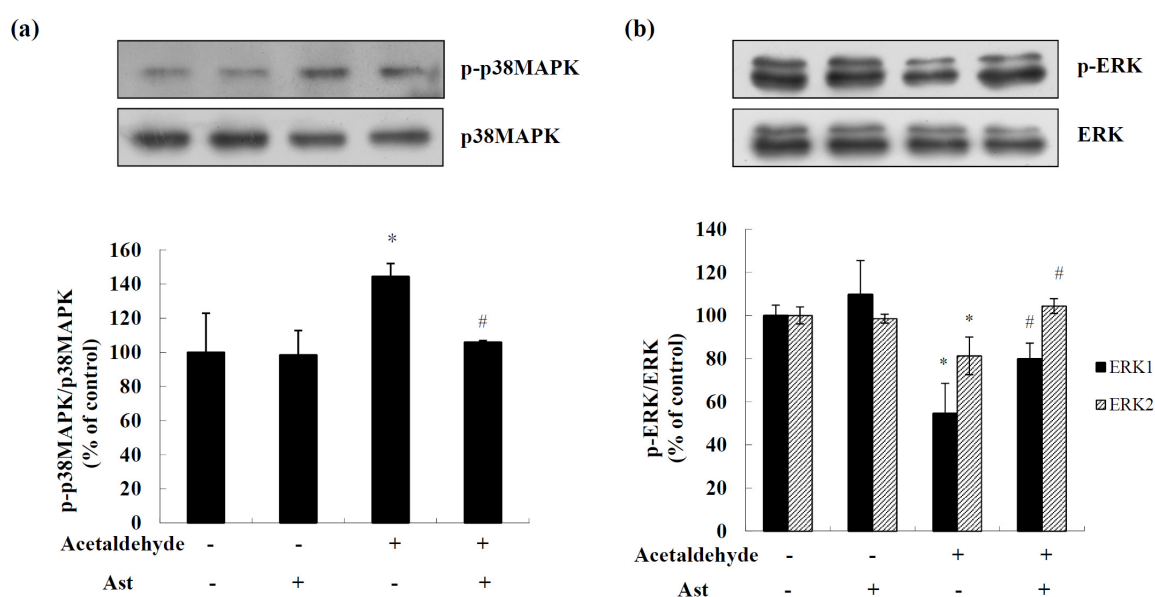 (a)
p-p38MAPK
p38MAPK
p-p38MAPK/p38MAPK
(% of control)
160
140
120
100
80
60
40
20
0
*
#
Acetaldehyde - - + +
Ast - + - +
(b)
p-ERK
ERK
p-ERK/ERK
(% of control)
140
120
100
80
60
40
20
0
*
*
#
#
ERK1
ERK2
Acetaldehyde - - + +
Ast - + - +